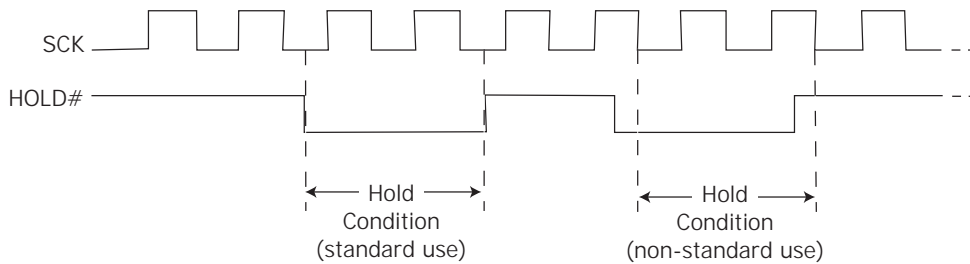 SCK
HOLD#
Hold
Condition
(standard use)
Hold
Condition
(non-standard use)